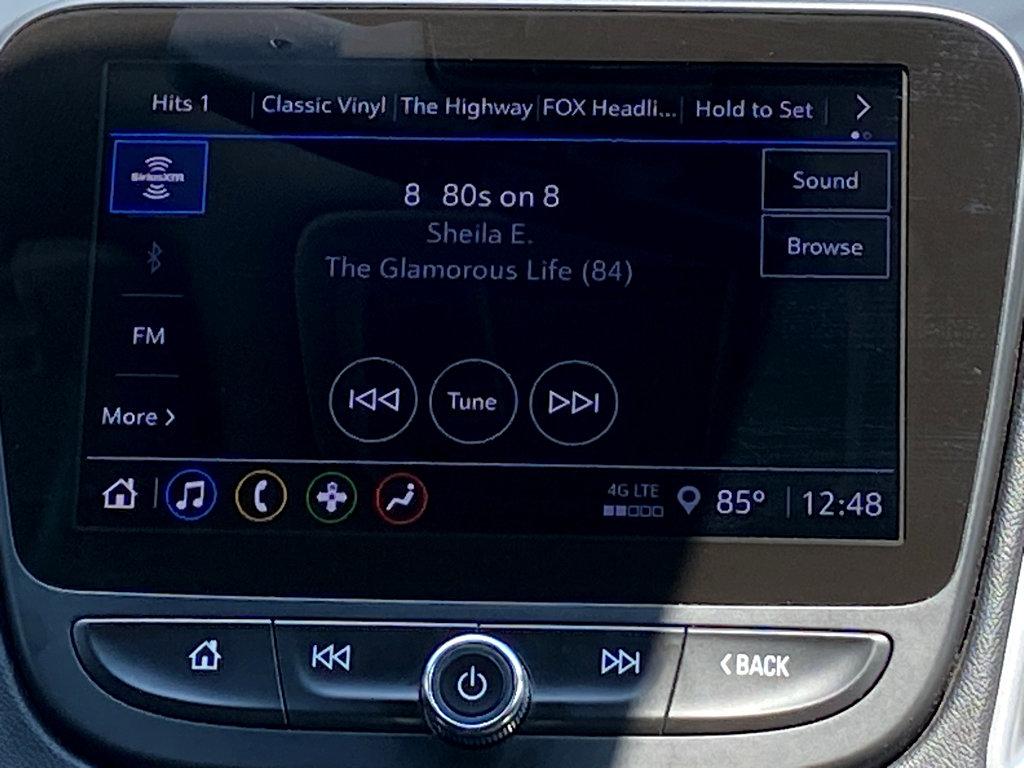 Hits 1 Classic Vinyl The Highway FOX Headli... Hold to Set
SiriusXM
8 80s on 8
Sound
Sheila E.
Browse
The Glamorous Life (84)
FM
Tune
More >
4G LTE
85° 12:48
BACK